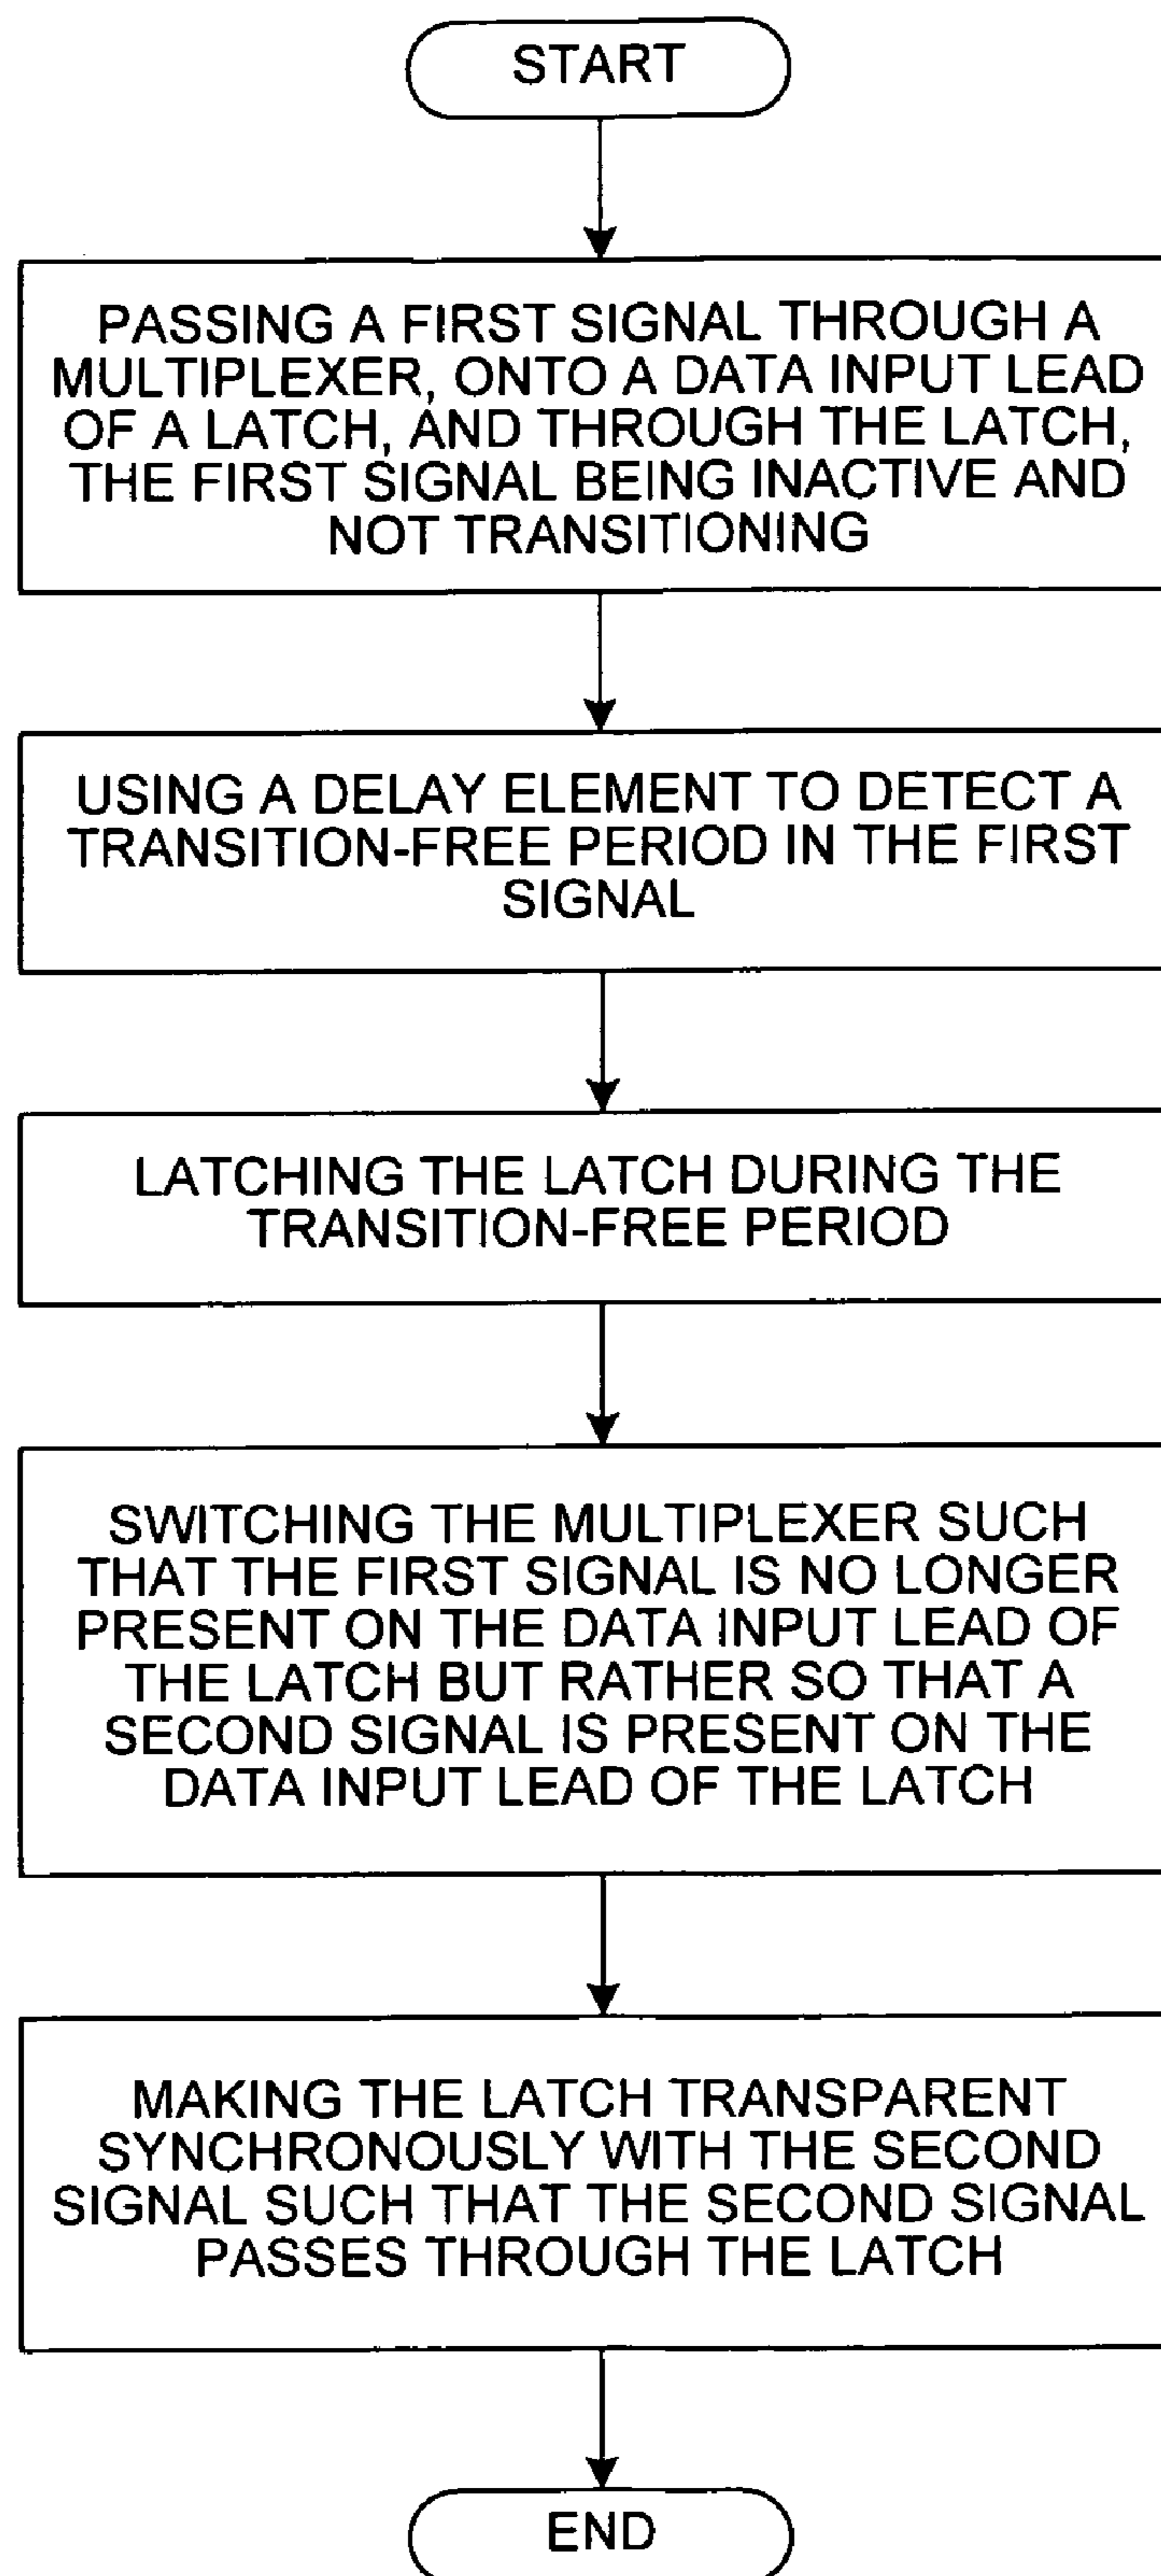 START
PASSING A FIRST SIGNAL THROUGH A
MULTIPLEXER, ONTO A DATA INPUT LEAD
OF A LATCH, AND THROUGH THE LATCH,
THE FIRST SIGNAL BEING INACTIVE AND
NOT TRANSITIONING
USING A DELAY ELEMENT TO DETECT A
TRANSITION-FREE PERIOD IN THE FIRST
SIGNAL
LATCHING THE LATCH DURING THE
TRANSITION-FREE PERIOD
SWITCHING THE MULTIPLEXER SUCH
THAT THE FIRST SIGNAL IS NO LONGER
PRESENT ON THE DATA INPUT LEAD OF
THE LATCH BUT RATHER SO THAT A
SECOND SIGNAL IS PRESENT ON THE
DATA INPUT LEAD OF THE LATCH
MAKING THE LATCH TRANSPARENT
SYNCHRONOUSLY WITH THE SECOND
SIGNAL SUCH THAT THE SECOND SIGNAL
PASSES THROUGH THE LATCH
END